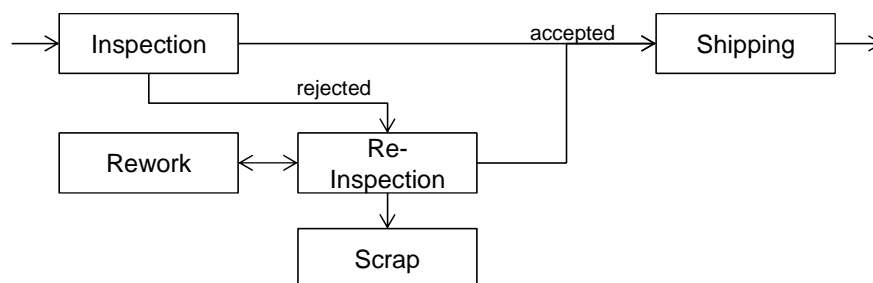 Inspection
accepted
Shipping
rejected
Rework
Re-
Inspection
Scrap